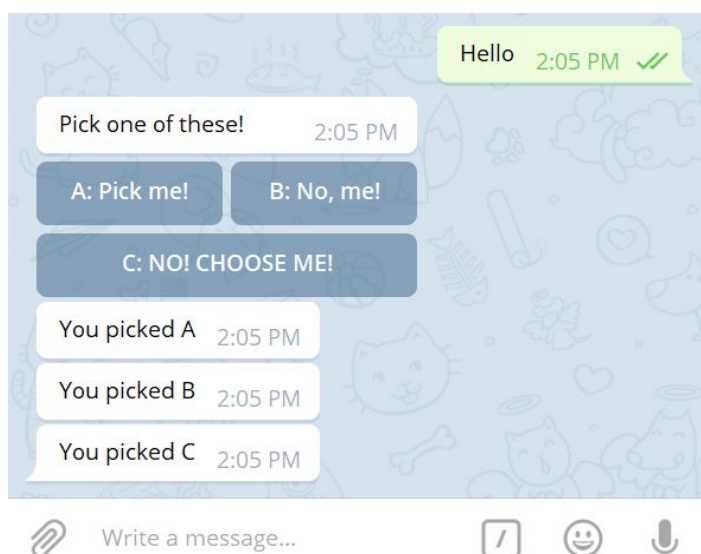 Hello 2:05 PM
Pick one of these! 2:05 PM
A: Pick me! B: No, me!
C: NO! CHOOSE ME!
You picked A 2:05 PM
You picked B 2:05 PM
You picked C 2:05 PM
Write a message...
/